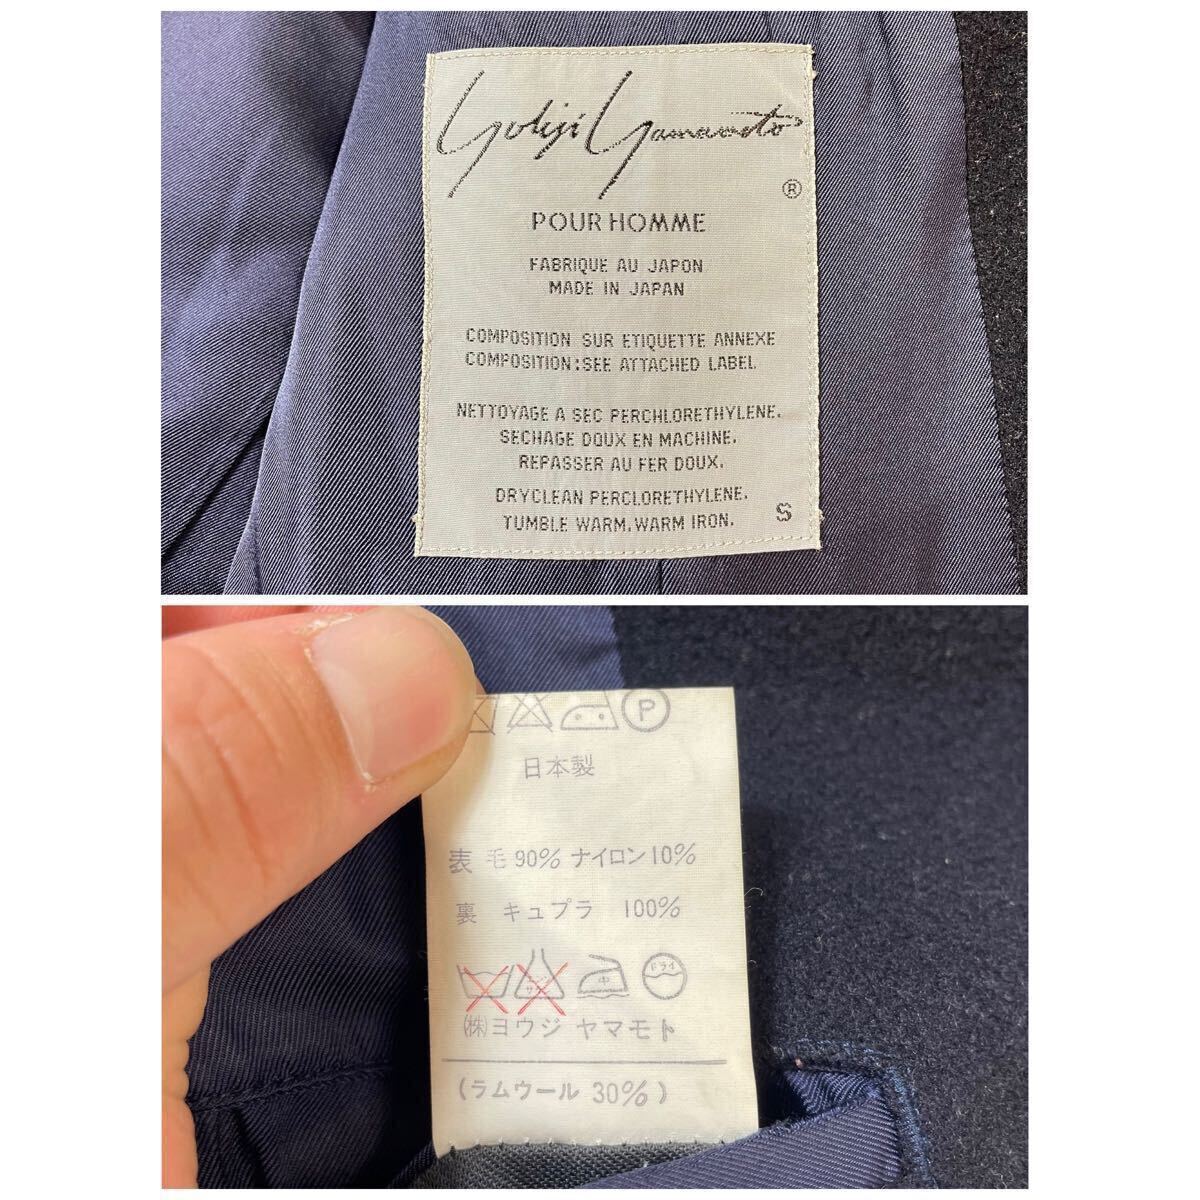 Yohji Yamamoto
®
POUR HOMME
FABRIQUE AU JAPON
MADE IN JAPAN
COMPOSITION SUR ETIQUETTE ANNEXE
COMPOSITION:SEE ATTACHED LABEL
NETTOYAGE A SEC PERCHLORETHYLENE.
SECHAGE DOUX EN MACHINE.
REPASSER AU FER DOUX.
DRYCLEAN PERCLORETHYLENE.
TUMBLE WARM.WARM IRON.
S
P
日本製
表 毛 90% ナイロン10%
裏 キュプラ 100%
中 ドライ
㈱ヨウジ ヤマモト
(ラムウール 30%)